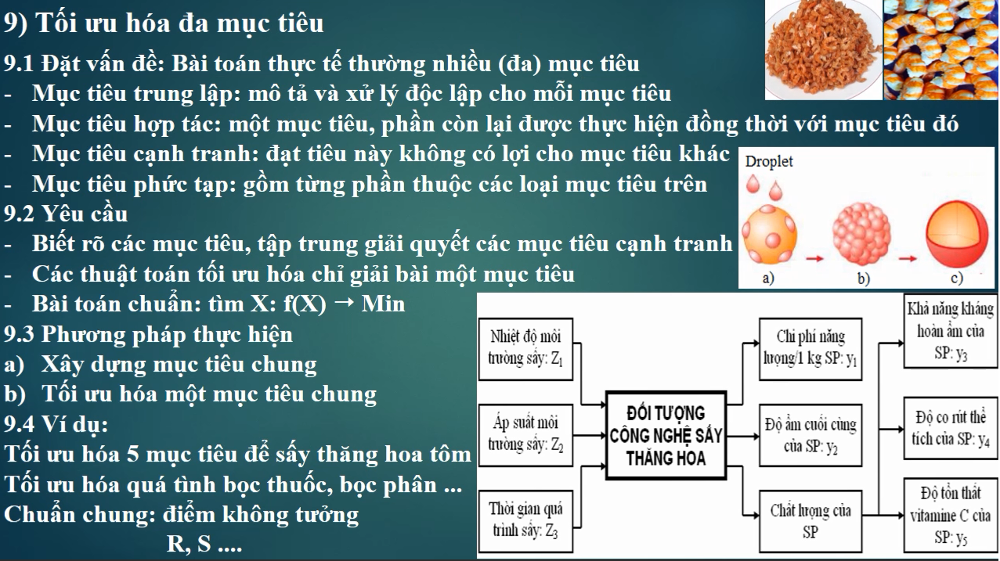 9) Tối ưu hóa đa mục tiêu
9.1 Đặt vấn đề: Bài toán thực tế thường nhiều (đa) mục tiêu
- Mục tiêu trung lập: mô tả và xử lý độc lập cho mỗi mục tiêu
- Mục tiêu hợp tác: một mục tiêu, phần còn lại được thực hiện đồng thời với mục tiêu đó
- Mục tiêu cạnh tranh: đạt tiêu này không có lợi cho mục tiêu khác
- Mục tiêu phức tạp: gồm từng phần thuộc các loại mục tiêu trên
9.2 Yêu cầu
- Biết rõ các mục tiêu, tập trung giải quyết các mục tiêu cạnh tranh
- Các thuật toán tối ưu hóa chỉ giải bài một mục tiêu
- Bài toán chuẩn: tìm X: f(X) → Min
9.3 Phương pháp thực hiện
a) Xây dựng mục tiêu chung
b) Tối ưu hóa một mục tiêu chung
9.4 Ví dụ:
Tối ưu hóa 5 mục tiêu để sấy thăng hoa tôm
Tối ưu hóa quá tình bọc thuốc, bọc phân ...
Chuẩn chung: điểm không tưởng
R, S ....
Droplet
a) b) c)
Nhiệt độ môi
trường sấy: Z1
Áp suất môi
trường sấy: Z2
Thời gian quá
trình sấy: Z3
ĐỐI TƯỢNG
CÔNG NGHỆ SẤY
THĂNG HOA
Chi phí năng
lượng/1 kg SP: y1
Độ ẩm cuối cùng
của SP: y2
Chất lượng của
SP
Khả năng kháng
hoàn ẩm của
SP: y3
Độ co rút thể
tích của SP: y4
Độ tổn thất
vitamine C của
SP: y5